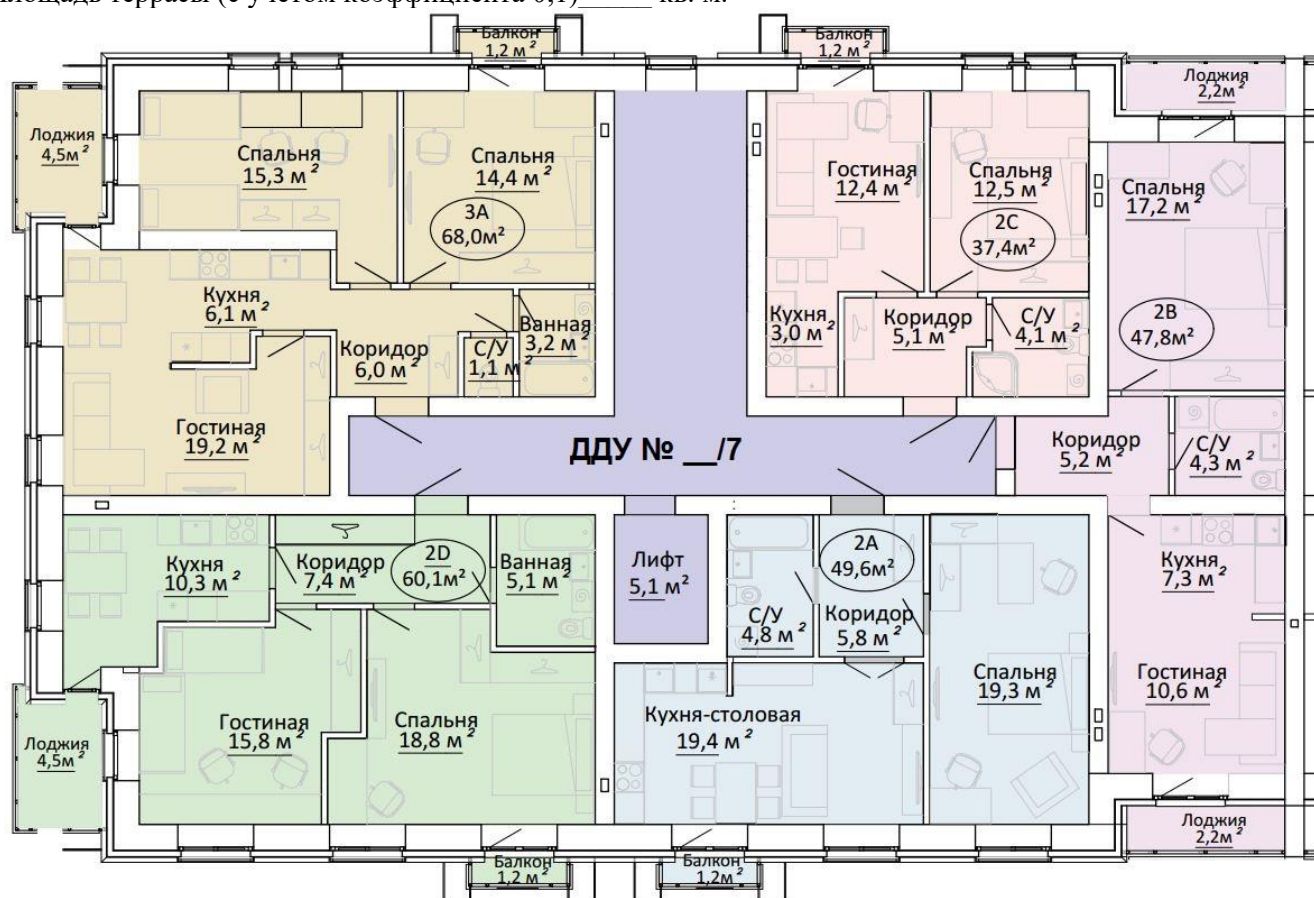 площадь террасы (с учетом коэффициента 0,1)_____ кв. м.
Балкон
1,2 м²
Балкон
1,2 м²
Лоджия
2,2м²
Лоджия
4,5м²
Спальня
15,3 м²
Спальня
14,4 м²
3А
68,0м²
Гостиная
12,4 м²
Спальня
12,5 м²
2С
37,4м²
Спальня
17,2 м²
2В
47,8м²
Кухня
6,1 м²
Коридор
6,0 м²
С/У
1,1 м²
Ванная
3,2 м²
Кухня
3,0 м²
Коридор
5,1 м²
С/У
4,1 м²
Гостиная
19,2 м²
ДДУ № __/7
Коридор
5,2 м²
С/У
4,3 м²
Кухня
10,3 м²
Коридор
7,4 м²
2D
60,1м²
Ванная
5,1 м²
Лифт
5,1 м²
С/У
4,8 м²
2А
49,6м²
Коридор
5,8 м²
Кухня
7,3 м²
Лоджия
4,5м²
Гостиная
15,8 м²
Спальня
18,8 м²
Кухня-столовая
19,4 м²
Спальня
19,3 м²
Гостиная
10,6 м²
Лоджия
2,2м²
Балкон
1,2 м²
Балкон
1,2м²